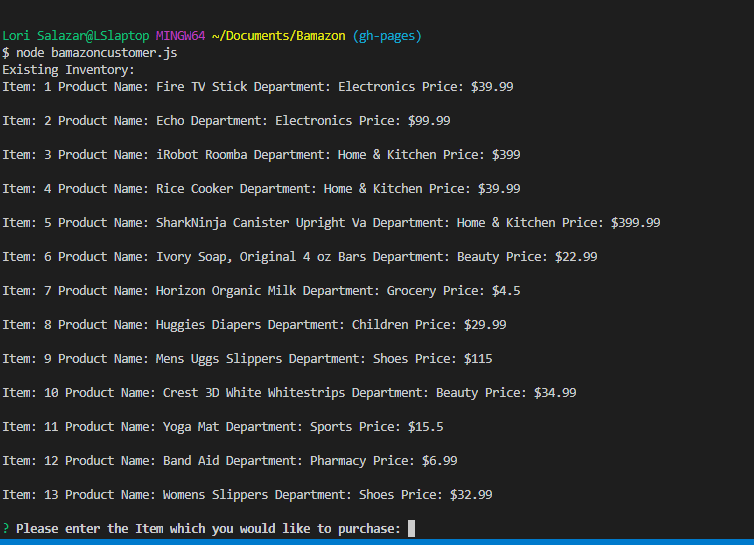 Lori Salazar@LSlaptop MINGW64 ~/Documents/Bamazon (gh-pages)
$ node bamazoncustomer.js
Existing Inventory:
Item: 1 Product Name: Fire TV Stick Department: Electronics Price: $39.99
Item: 2 Product Name: Echo Department: Electronics Price: $99.99
Item: 3 Product Name: iRobot Roomba Department: Home & Kitchen Price: $399
Item: 4 Product Name: Rice Cooker Department: Home & Kitchen Price: $39.99
Item: 5 Product Name: SharkNinja Canister Upright Va Department: Home & Kitchen Price: $399.99
Item: 6 Product Name: Ivory Soap, Original 4 oz Bars Department: Beauty Price: $22.99
Item: 7 Product Name: Horizon Organic Milk Department: Grocery Price: $4.5
Item: 8 Product Name: Huggies Diapers Department: Children Price: $29.99
Item: 9 Product Name: Mens Uggs Slippers Department: Shoes Price: $115
Item: 10 Product Name: Crest 3D White Whitestrips Department: Beauty Price: $34.99
Item: 11 Product Name: Yoga Mat Department: Sports Price: $15.5
Item: 12 Product Name: Band Aid Department: Pharmacy Price: $6.99
Item: 13 Product Name: Womens Slippers Department: Shoes Price: $32.99
? Please enter the Item which you would like to purchase: